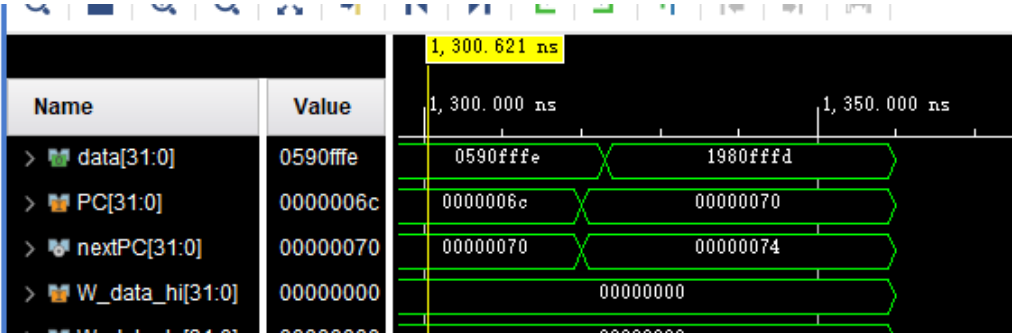 1,300.621 ns
Name Value 1,300.000 ns 1,350.000 ns
data[31:0] 0590fffe 0590fffe 1980fffd
PC[31:0] 0000006c 0000006c 00000070
nextPC[31:0] 00000070 00000070 00000074
W_data_hi[31:0] 00000000 00000000